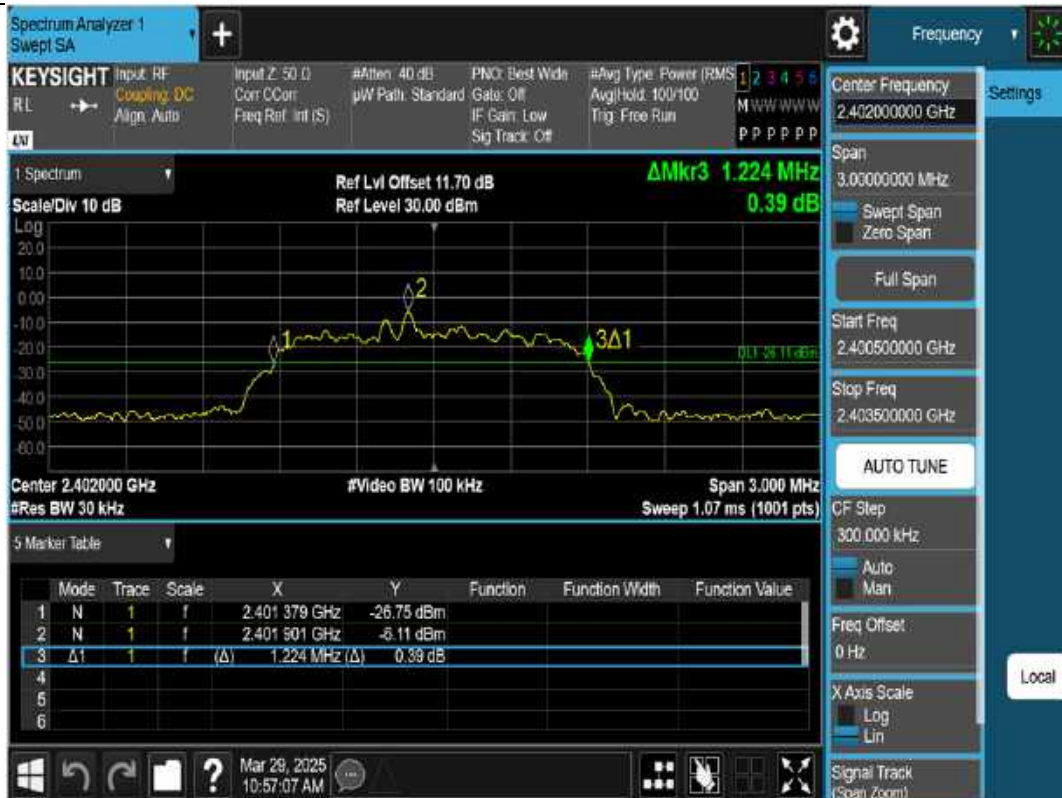 Spectrum Analyzer 1
Swept SA
+
Frequency
KEYSIGHT
RL
LXI
Input: RF
Coupling: DC
Align: Auto
Input Z: 50 Ω
Corr CCorr
Freq Ref: Int (S)
#Atten: 40 dB
µW Path: Standard
PNO: Best Wide
Gate: Off
IF Gain: Low
Sig Track: Off
#Avg Type: Power (RMS
Avg|Hold: 100/100
Trig: Free Run
1 2 3 4 5 6
M W W W W W
P P P P P P
Center Frequency
2.402000000 GHz
Settings
Span
3.00000000 MHz
Swept Span
Zero Span
Full Span
Start Freq
2.400500000 GHz
Stop Freq
2.403500000 GHz
AUTO TUNE
CF Step
300.000 kHz
Auto
Man
Freq Offset
0 Hz
X Axis Scale
Log
Lin
Signal Track
(Span Zoom)
Local
1 Spectrum
Scale/Div 10 dB
Ref Lvl Offset 11.70 dB
Ref Level 30.00 dBm
ΔMkr3 1.224 MHz
0.39 dB
Log
20.0
10.0
0.00
-10.0
-20.0
-30.0
-40.0
-50.0
-60.0
1
2
3Δ1
DL1 -26.11 dBm
Center 2.402000 GHz
#Video BW 100 kHz
Span 3.000 MHz
#Res BW 30 kHz
Sweep 1.07 ms (1001 pts)
5 Marker Table
Mode Trace Scale X Y Function Function Width Function Value
1 N 1 f 2.401 379 GHz -26.75 dBm
2 N 1 f 2.401 901 GHz -6.11 dBm
3 Δ1 1 f (Δ) 1.224 MHz (Δ) 0.39 dB
4
5
6
?
Mar 29, 2025
10:57:07 AM